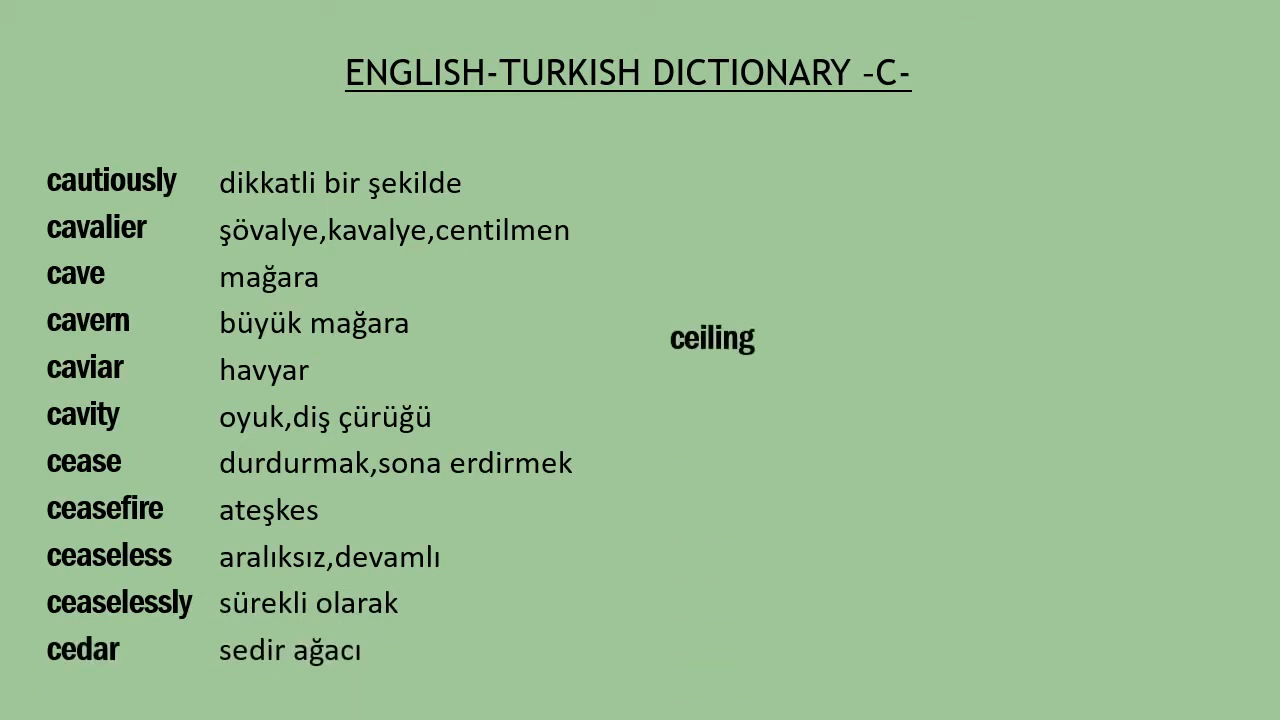 ENGLISH-TURKISH DICTIONARY –C-
cautiously dikkatli bir şekilde
cavalier şövalye,kavalye,centilmen
cave mağara
cavern büyük mağara
caviar havyar
cavity oyuk,diş çürüğü
cease durdurmak,sona erdirmek
ceasefire ateşkes
ceaseless aralıksız,devamlı
ceaselessly sürekli olarak
cedar sedir ağacı
ceiling